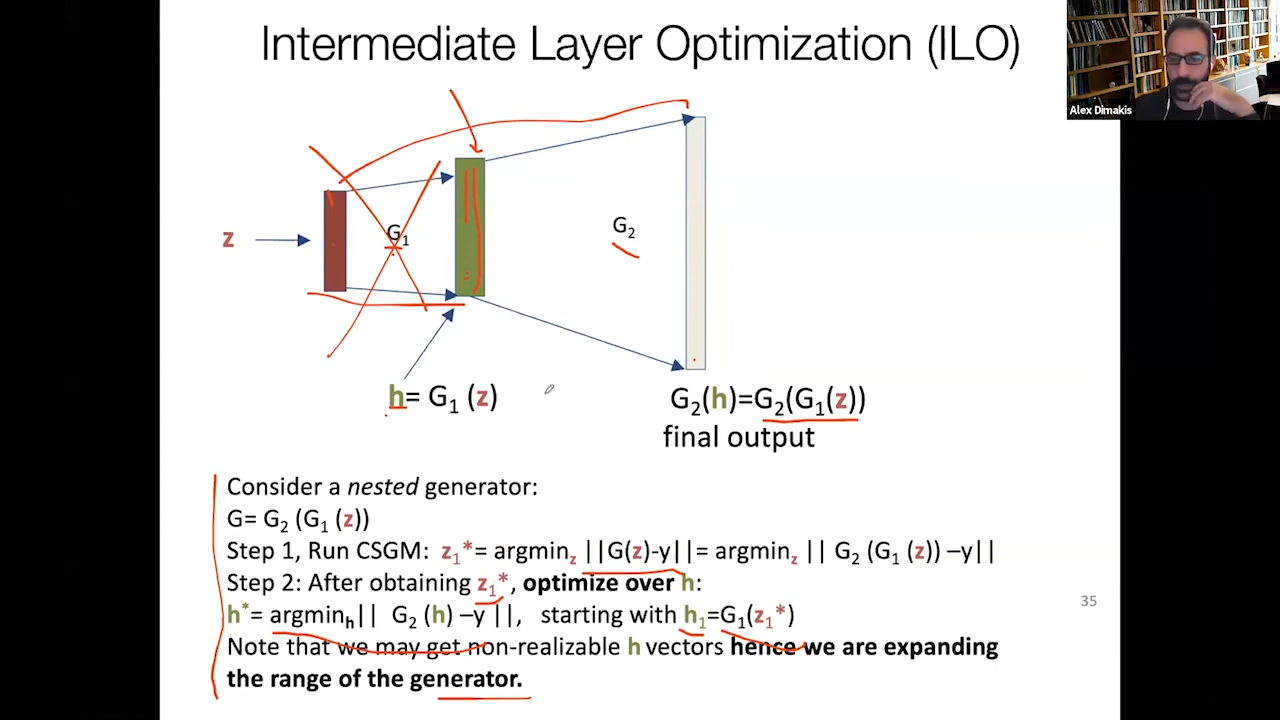 Intermediate Layer Optimization (ILO)
Alex Dimakis
z
G₁
G₂
h= G₁ (z)
G₂(h)=G₂(G₁(z))
final output
Consider a nested generator:
G= G₂ (G₁ (z))
Step 1, Run CSGM: z₁*= argmin_z ||G(z)-y||= argmin_z || G₂ (G₁ (z)) –y||
Step 2: After obtaining z₁*, optimize over h:
h*= argmin_h|| G₂ (h) –y ||, starting with h₁=G₁(z₁*)
Note that we may get non-realizable h vectors hence we are expanding
the range of the generator.
35